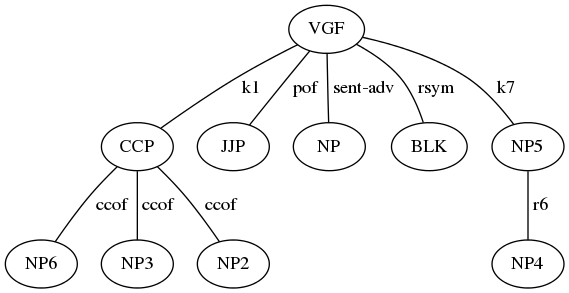 VGF
k1 pof sent-adv rsym k7
CCP JJP NP BLK NP5
ccof ccof ccof r6
NP6 NP3 NP2 NP4